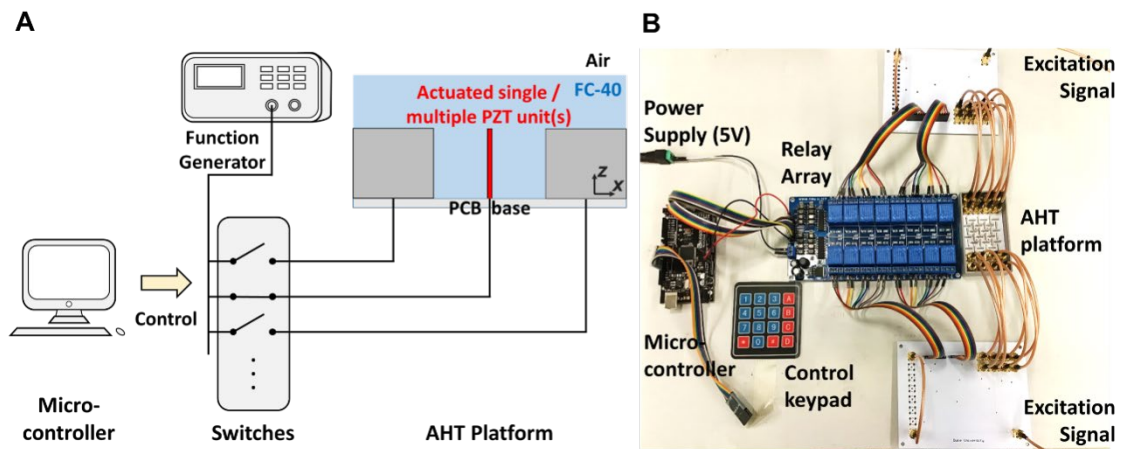 A
Function
Generator
Air
FC-40
Actuated single /
multiple PZT unit(s)
Z
X
PCB base
Control
Micro-
controller
Switches
AHT Platform
B
Excitation
Signal
Power
Supply (5V)
Relay
Array
AHT
platform
1 2 3 A
4 5 6 B
7 8 9 C
* 0 # D
Micro-
controller
Control
keypad
Excitation
Signal